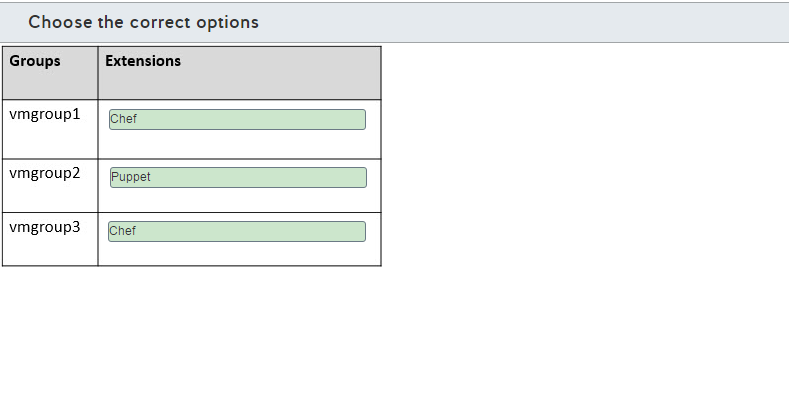 Choose the correct options
Groups Extensions
vmgroup1 Chef
vmgroup2 Puppet
vmgroup3 Chef